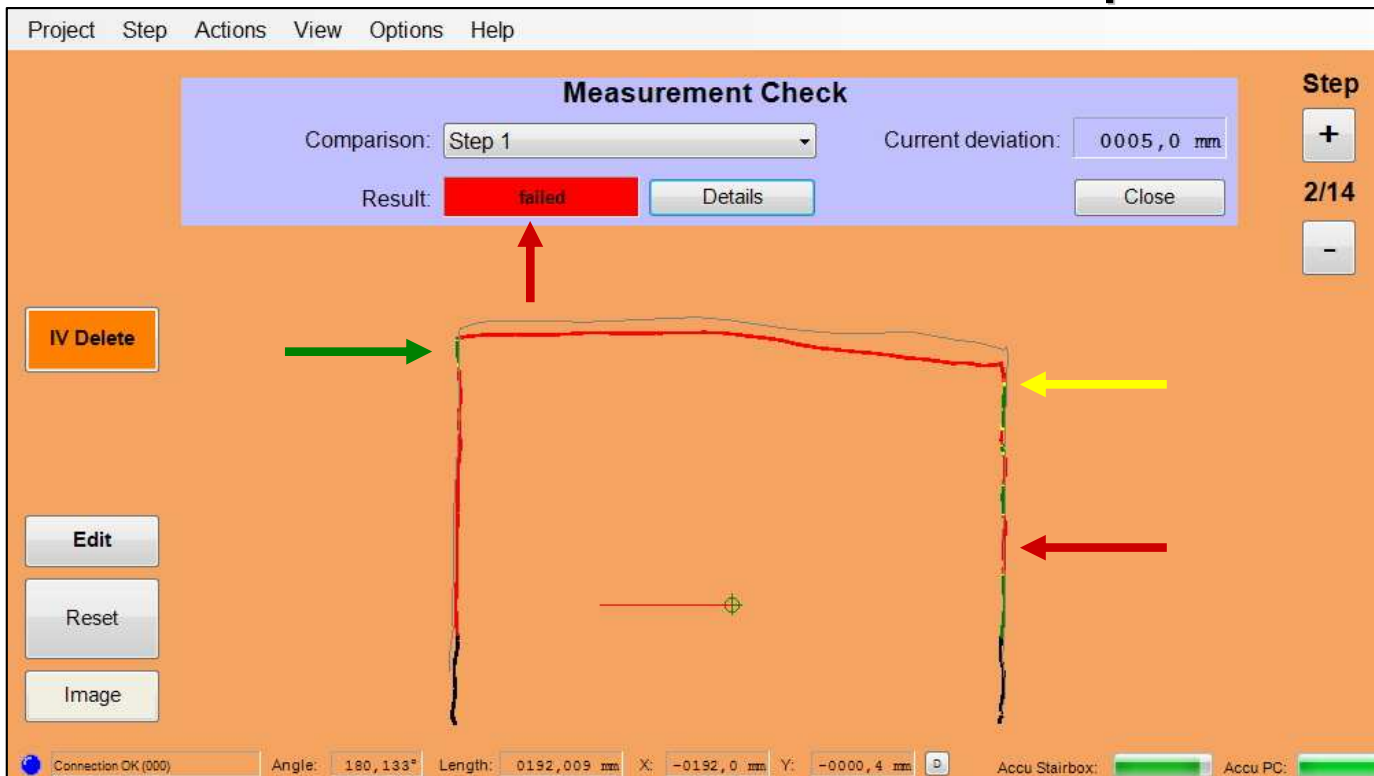 Project Step Actions View Options Help
Measurement Check
Step
Comparison: Step 1 Current deviation: 0005,0 mm
+
Result: failed Details Close
2/14
-
IV Delete
Edit
Reset
Image
Connection OK (000) Angle: 180,133° Length: 0192,009 mm X: -0192,0 mm Y: -0000,4 mm D Accu Stairbox: Accu PC: